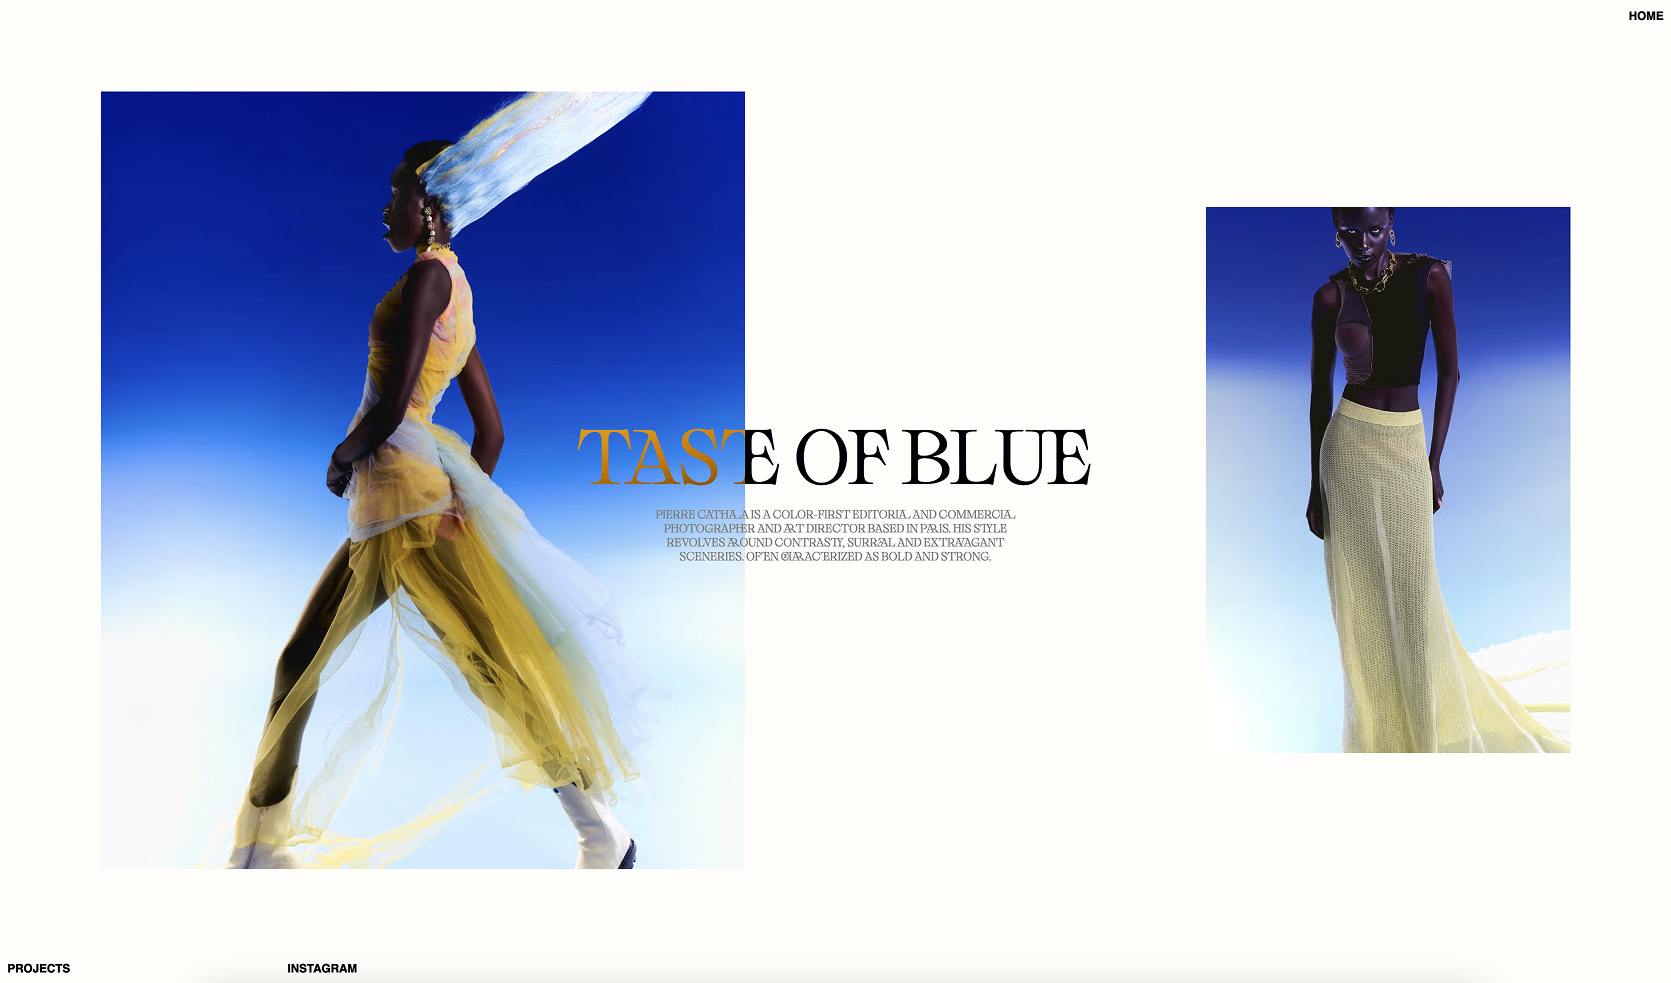 HOME
TASTE OF BLUE
PIERRE CATHALA IS A COLOR-FIRST EDITORIAL AND COMMERCIAL
PHOTOGRAPHER AND ART DIRECTOR BASED IN PARIS. HIS STYLE
REVOLVES AROUND CONTRASTY, SURREAL AND EXTRAVAGANT
SCENERIES. OFTEN CHARACTERIZED AS BOLD AND STRONG.
PROJECTS
INSTAGRAM